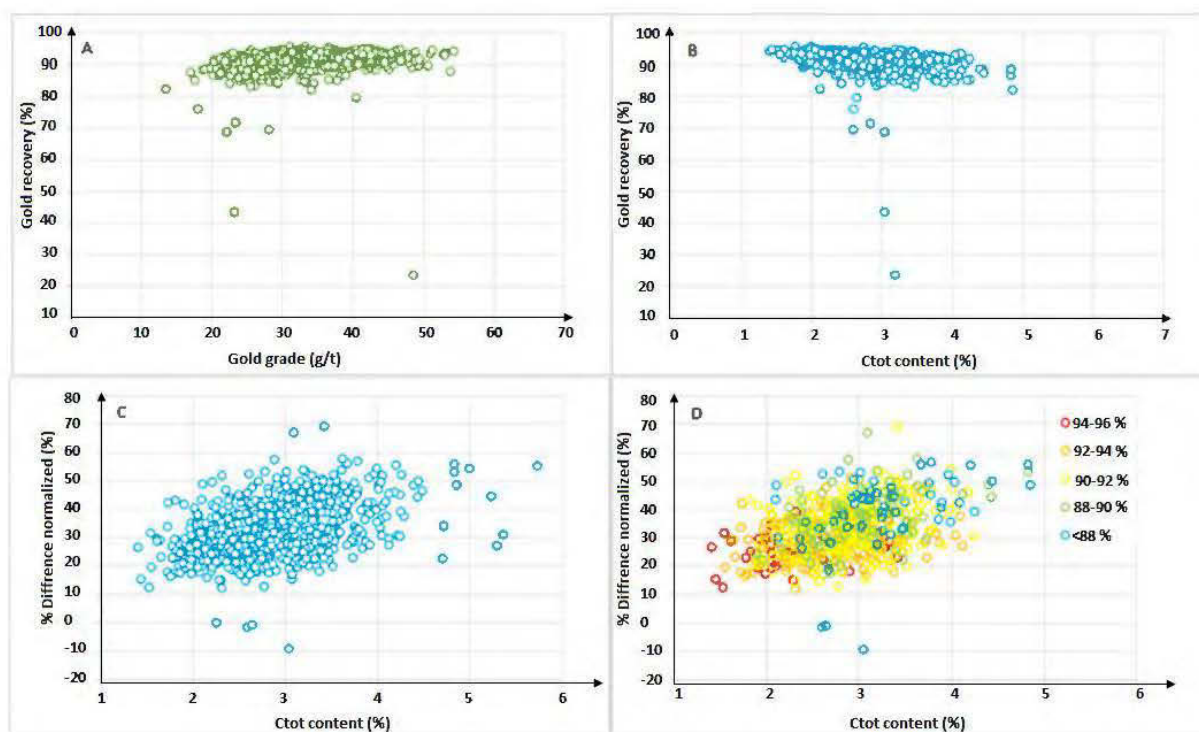 A
Gold recovery (%)
100
90
80
70
60
50
40
30
20
10
0 10 20 30 40 50 60 70
Gold grade (g/t)
B
Gold recovery (%)
100
90
80
70
60
50
40
30
20
10
0 1 2 3 4 5 6 7
Ctot content (%)
C
% Diffrence normalized (%)
80
70
60
50
40
30
20
10
0
-10
-20
1 2 3 4 5 6
Ctot content (%)
D
% Diffrence normalized (%)
80
70
60
50
40
30
20
10
0
-10
-20
1 2 3 4 5 6
Ctot content (%)
94-96 %
92-94 %
90-92 %
88-90 %
<88 %